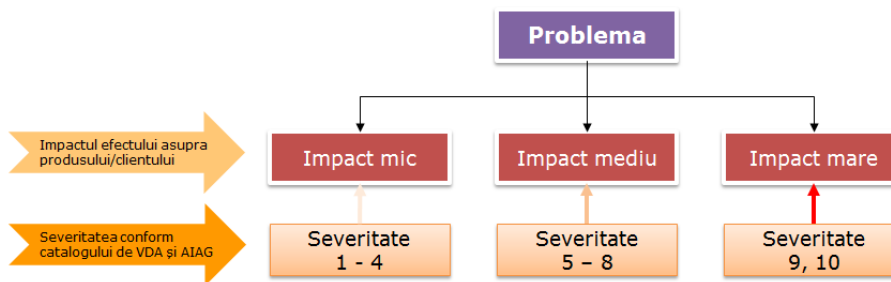 Problema
Impactul efectului asupra
produsului/clientului
Impact mic
Impact mediu
Impact mare
Severitatea conform
catalogului de VDA și AIAG
Severitate
1 - 4
Severitate
5 – 8
Severitate
9, 10